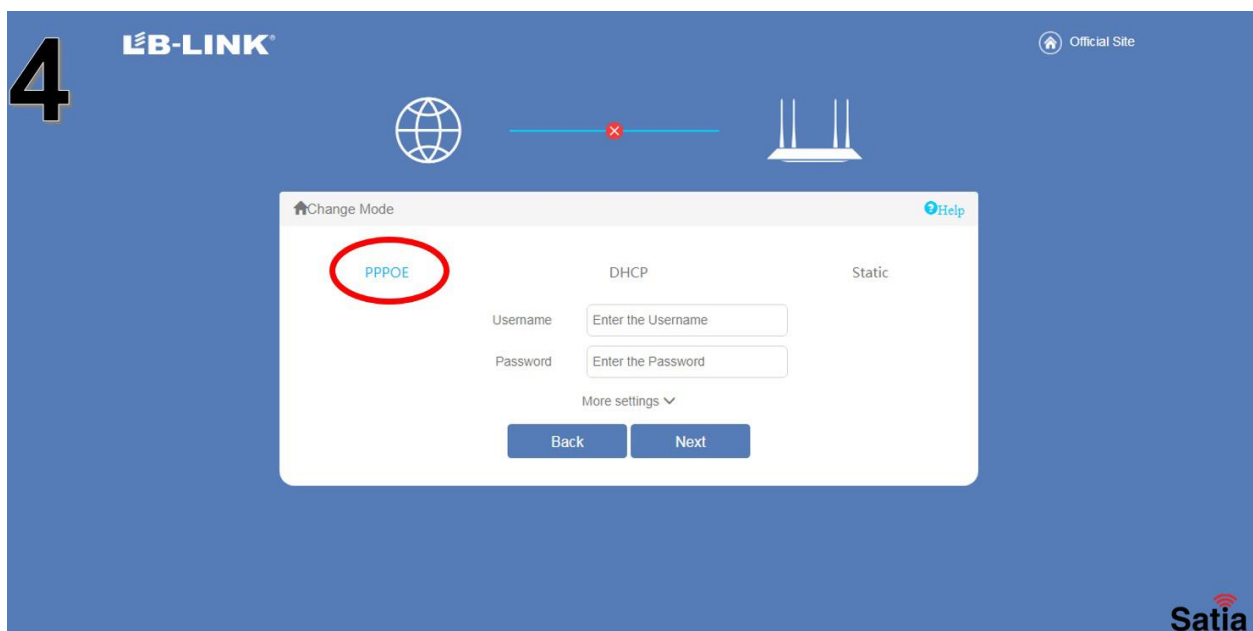 4
LB-LINK®
Official Site
Change Mode
Help
PPPOE
DHCP
Static
Username
Enter the Username
Password
Enter the Password
More settings
Back
Next
Satia